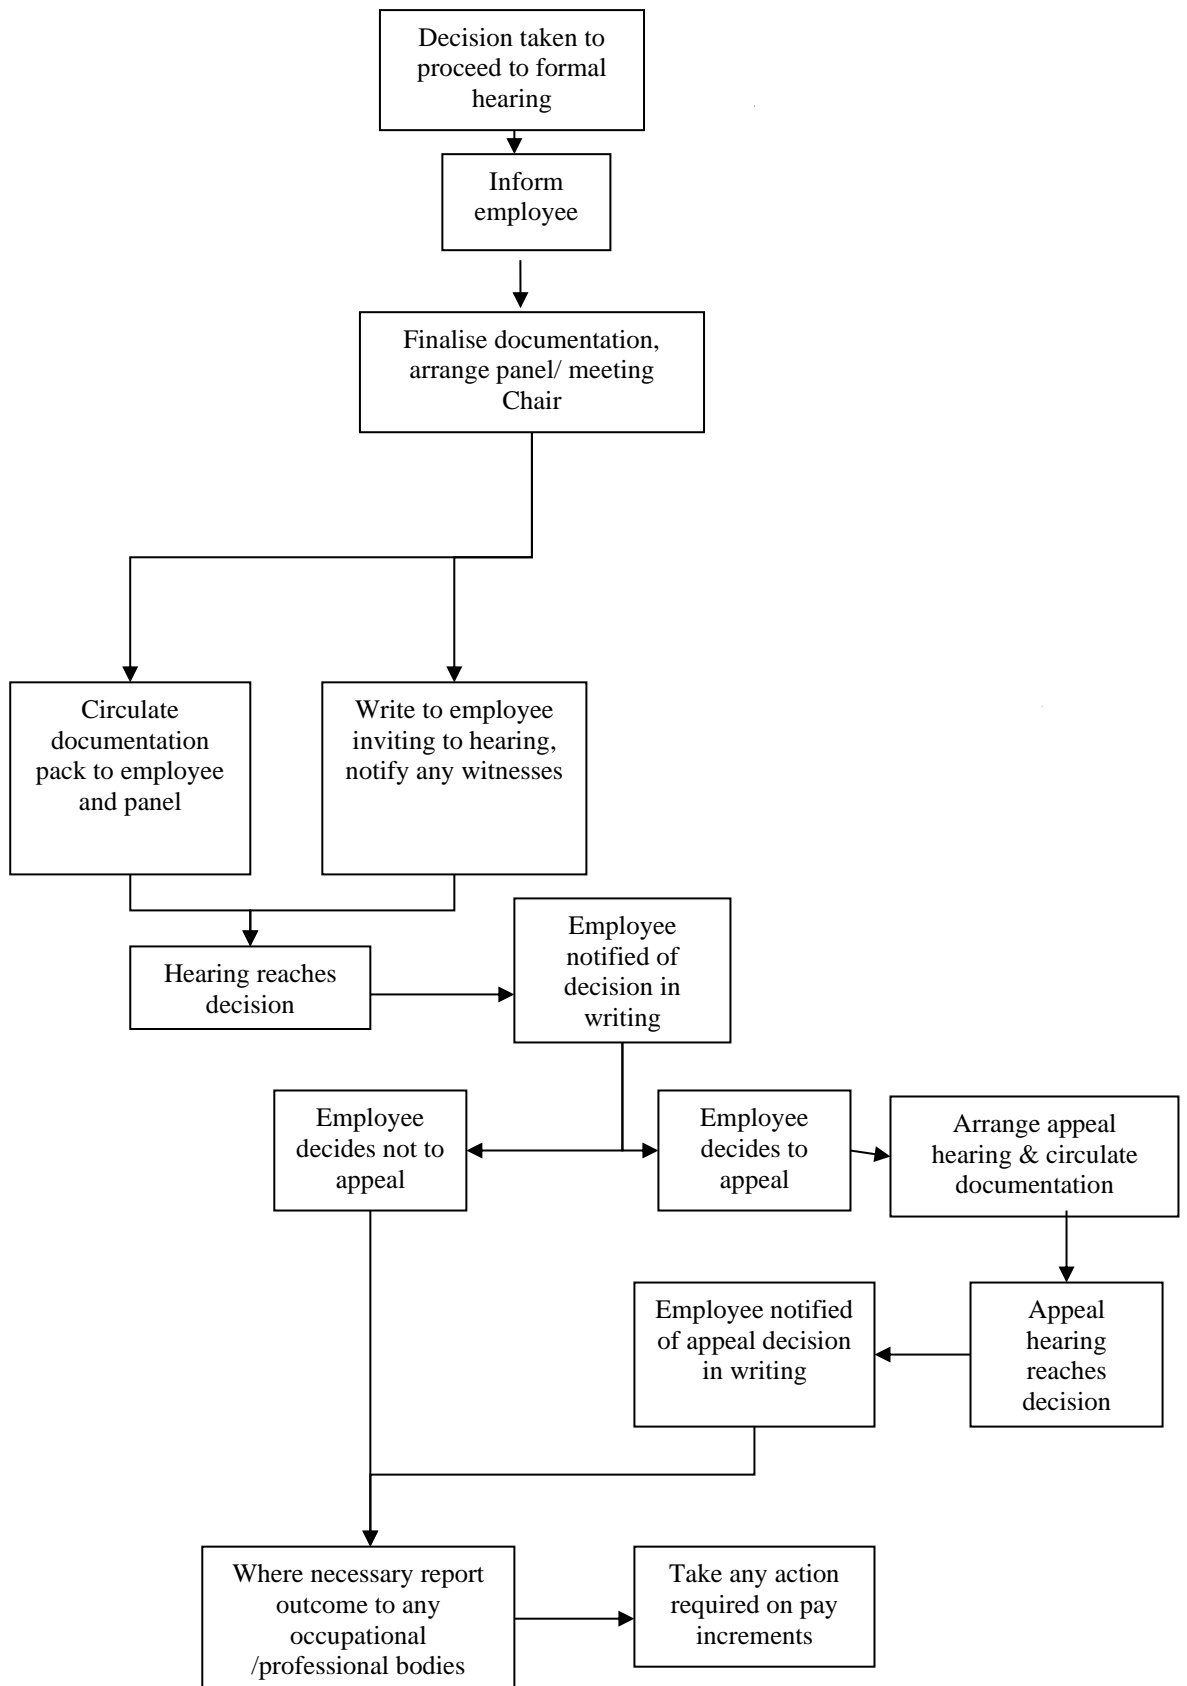 Decision taken to
proceed to formal
hearing
Inform
employee
Finalise documentation,
arrange panel/ meeting
Chair
Circulate
documentation
pack to employee
and panel
Write to employee
inviting to hearing,
notify any witnesses
Hearing reaches
decision
Employee
notified of
decision in
writing
Employee
decides not to
appeal
Employee
decides to
appeal
Arrange appeal
hearing & circulate
documentation
Employee notified
of appeal decision
in writing
Appeal
hearing
reaches
decision
Where necessary report
outcome to any
occupational
/professional bodies
Take any action
required on pay
increments